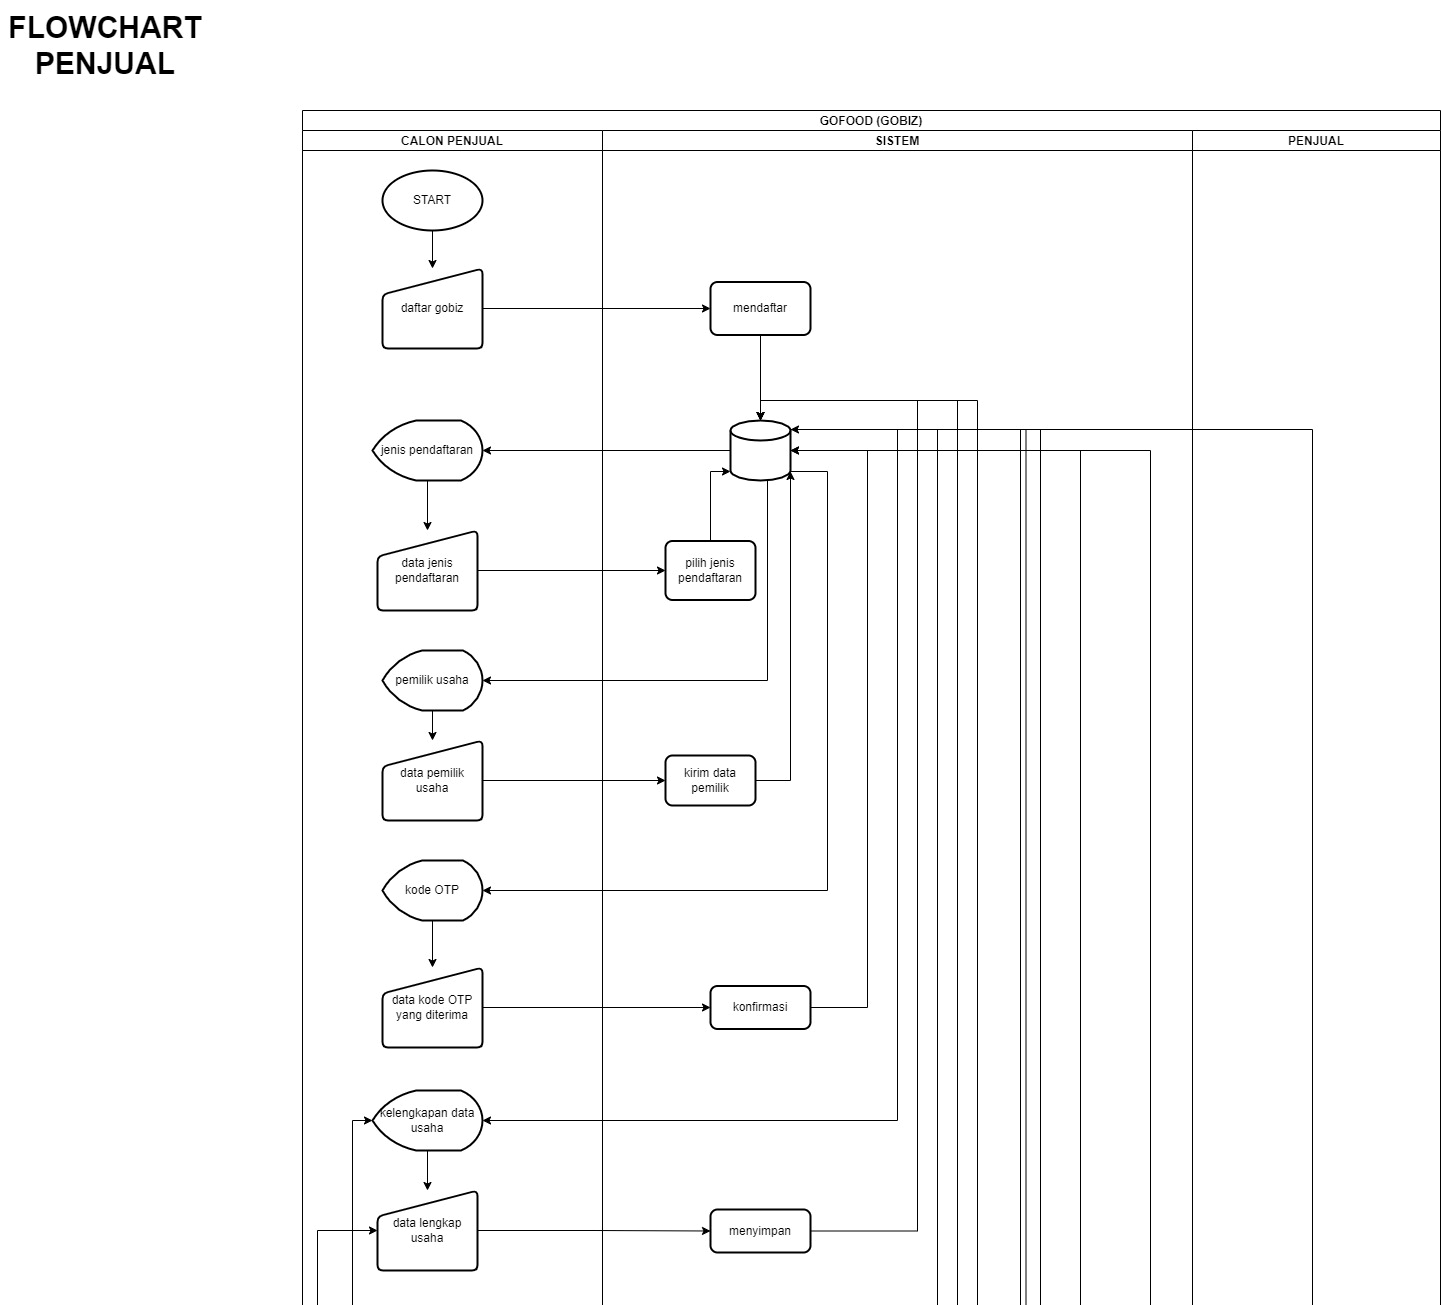 FLOWCHART
PENJUAL
GOFOOD (GOBIZ)
CALON PENJUAL
SISTEM
PENJUAL
START
daftar gobiz
mendaftar
jenis pendaftaran
data jenis
pendaftaran
pilih jenis
pendaftaran
pemilik usaha
data pemilik
usaha
kirim data
pemilik
kode OTP
data kode OTP
yang diterima
konfirmasi
kelengkapan data
usaha
data lengkap
usaha
menyimpan